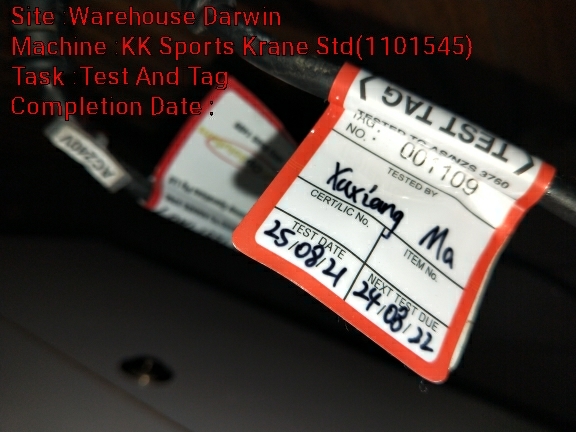 Site :Warehouse Darwin
Machine :KK Sports Krane Std(1101545)
Task :Test And Tag
Completion Date :
AC240V
TEST TAG
TESTED TO AS/NZS 3760
TAG NO.: 001109
TESTED BY
Xuxiang Ma
CERT/LIC No.
ITEM No.
TEST DATE
25/08/21
NEXT TEST DUE
24/08/22